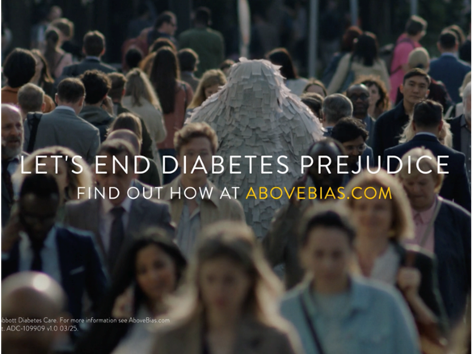 LET'S END DIABETES PREJUDICE
FIND OUT HOW AT ABOVEBIAS.COM
bbott Diabetes Care. For more information see AboveBias.com
ADC-109909 v1.0 03/25.